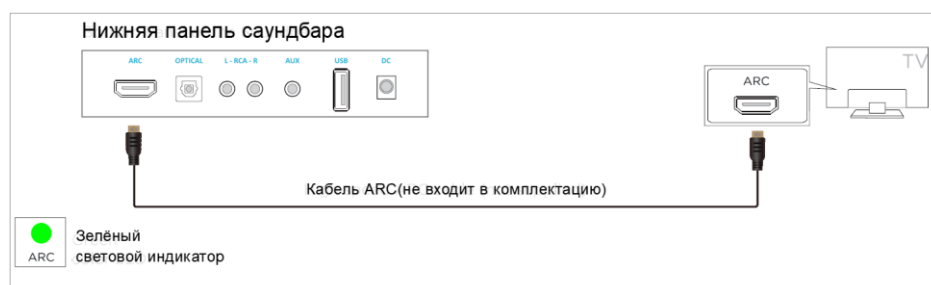 Нижняя панель саундбара
ARC OPTICAL L - RCA - R AUX USB DC
TV
ARC
Кабель ARC(не входит в комплектацию)
Зелёный
ARC световой индикатор